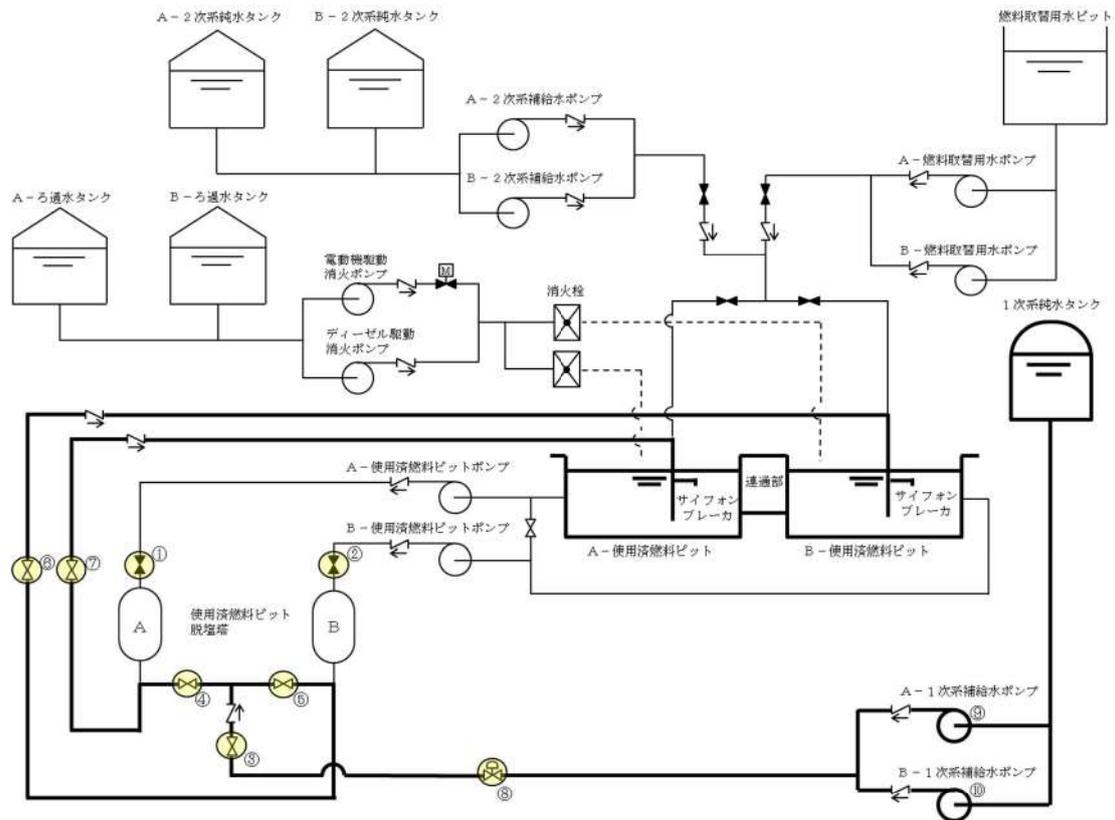 A-2次系純水タンク
B-2次系純水タンク
燃料取替用水ピット
A-2次系補給水ポンプ
B-2次系補給水ポンプ
A-燃料取替用水ポンプ
B-燃料取替用水ポンプ
A-ろ過水タンク
B-ろ過水タンク
電動機駆動
消火ポンプ
M
ディーゼル駆動
消火ポンプ
消火栓
1次系純水タンク
A-使用済燃料ピットポンプ
B-使用済燃料ピットポンプ
サイフォン
ブレーカ
連通部
サイフォン
ブレーカ
A-使用済燃料ピット
B-使用済燃料ピット
⑥
⑦
①
②
A
使用済燃料ピット
脱塩塔
B
④
⑤
③
⑧
A-1次系補給水ポンプ
⑨
B-1次系補給水ポンプ
⑩